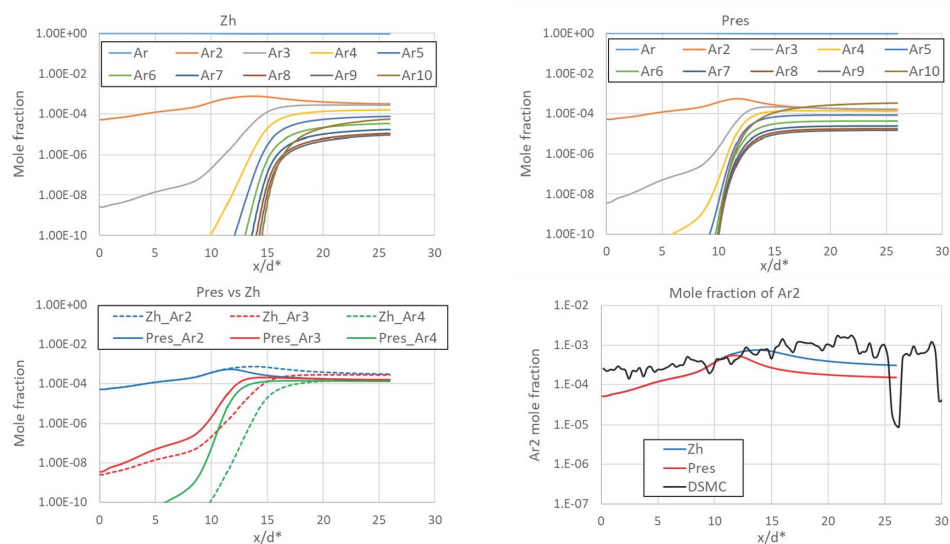 Zh
Mole fraction
1.00E+00
1.00E-02
1.00E-04
1.00E-06
1.00E-08
1.00E-10
Ar Ar2 Ar3 Ar4 Ar5
Ar6 Ar7 Ar8 Ar9 Ar10
0 5 10 15 20 25 30
x/d*
Pres
Mole fraction
1.00E+00
1.00E-02
1.00E-04
1.00E-06
1.00E-08
1.00E-10
Ar Ar2 Ar3 Ar4 Ar5
Ar6 Ar7 Ar8 Ar9 Ar10
0 5 10 15 20 25 30
x/d*
Pres vs Zh
Mole fraction
1.00E+00
1.00E-02
1.00E-04
1.00E-06
1.00E-08
1.00E-10
Zh_Ar2 Zh_Ar3 Zh_Ar4
Pres_Ar2 Pres_Ar3 Pres_Ar4
0 5 10 15 20 25 30
x/d*
Mole fraction of Ar2
Ar2 mole fraction
1.E-02
1.E-03
1.E-04
1.E-05
1.E-06
1.E-07
Zh
Pres
DSMC
0 5 10 15 20 25 30
x/d*